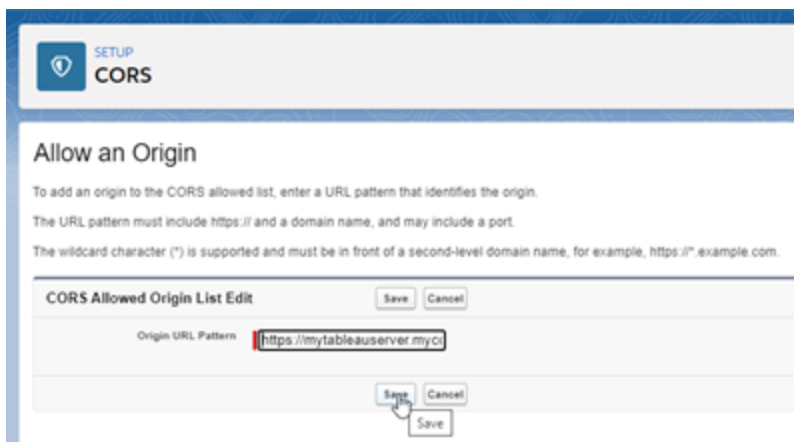 SETUP
CORS
Allow an Origin
To add an origin to the CORS allowed list, enter a URL pattern that identifies the origin.
The URL pattern must include https:// and a domain name, and may include a port.
The wildcard character (*) is supported and must be in front of a second-level domain name, for example, https://*.example.com.
CORS Allowed Origin List Edit Save Cancel
Origin URL Pattern https://mytableauserver.myco
Save Cancel
Save